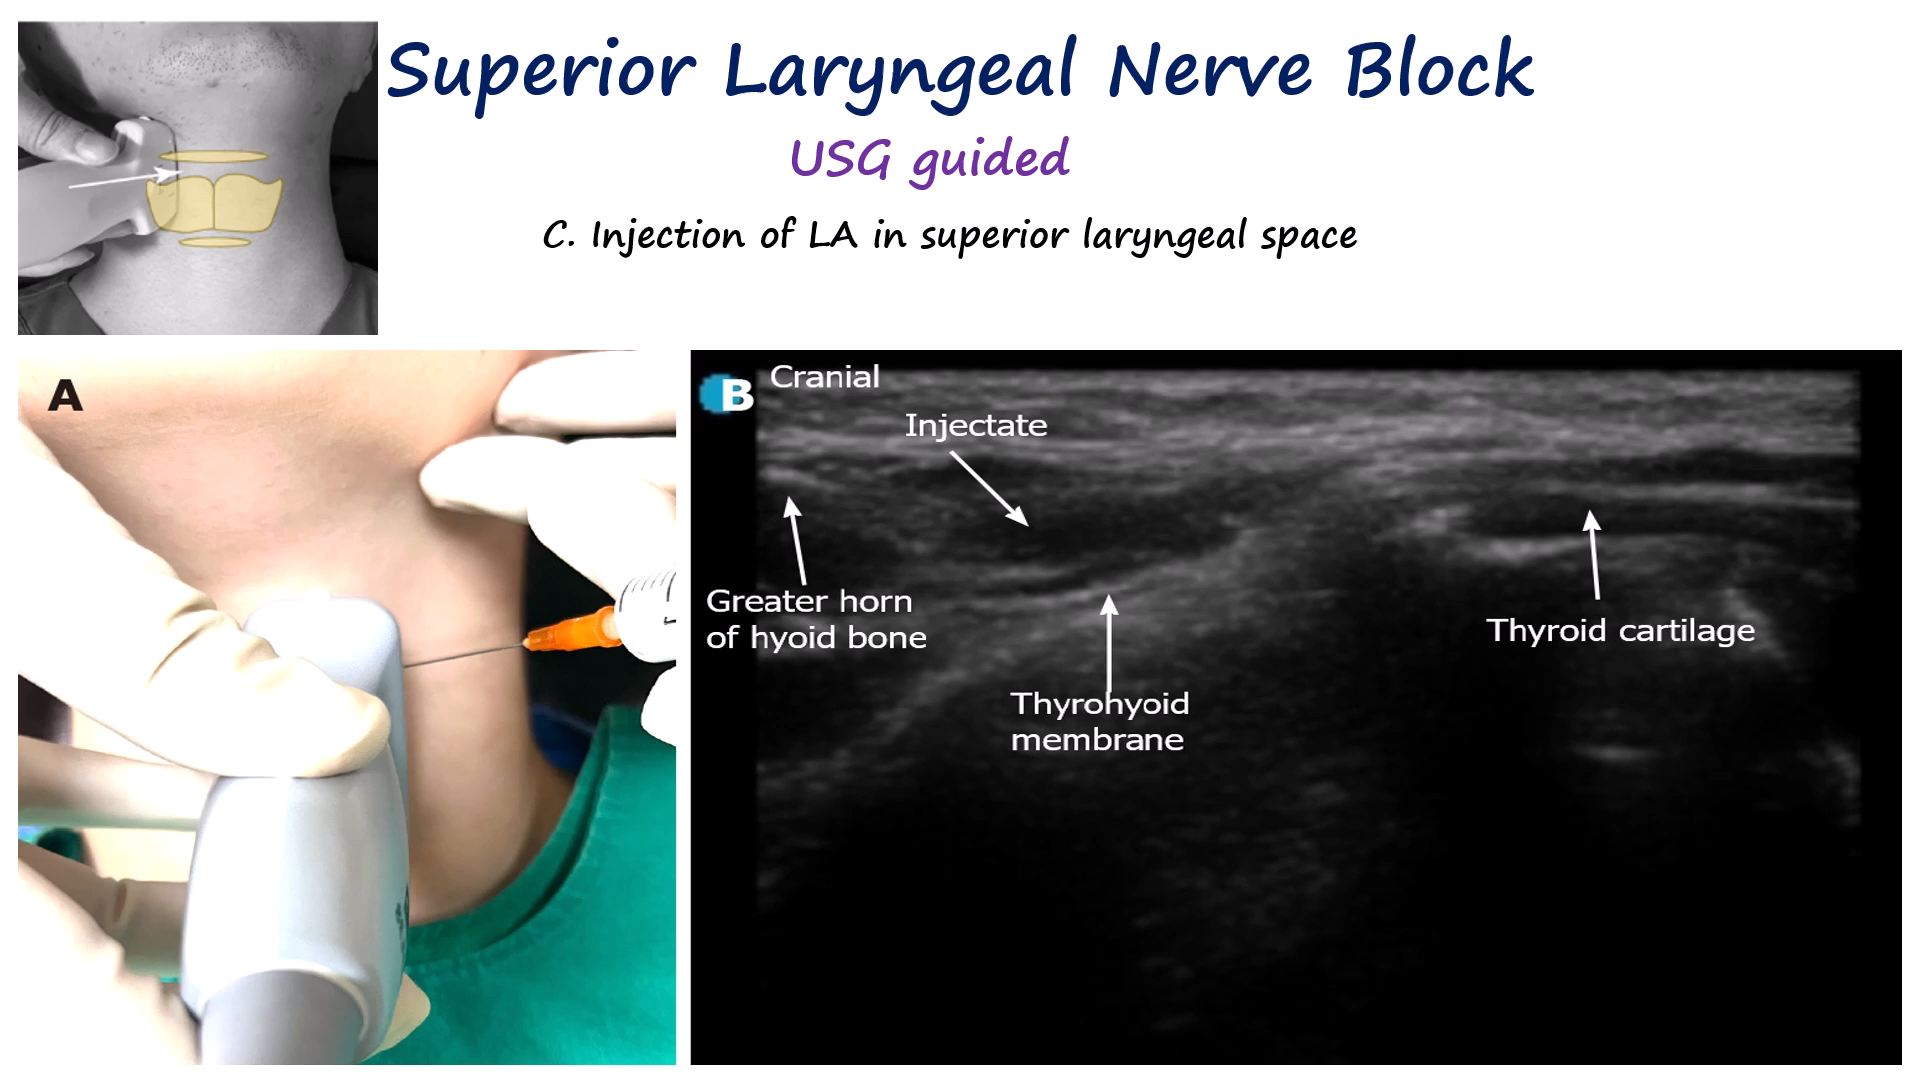 Superior Laryngeal Nerve Block
USG guided
C. Injection of LA in superior laryngeal space
A
B
Cranial
Injectate
Greater horn
of hyoid bone
Thyrohyoid
membrane
Thyroid cartilage